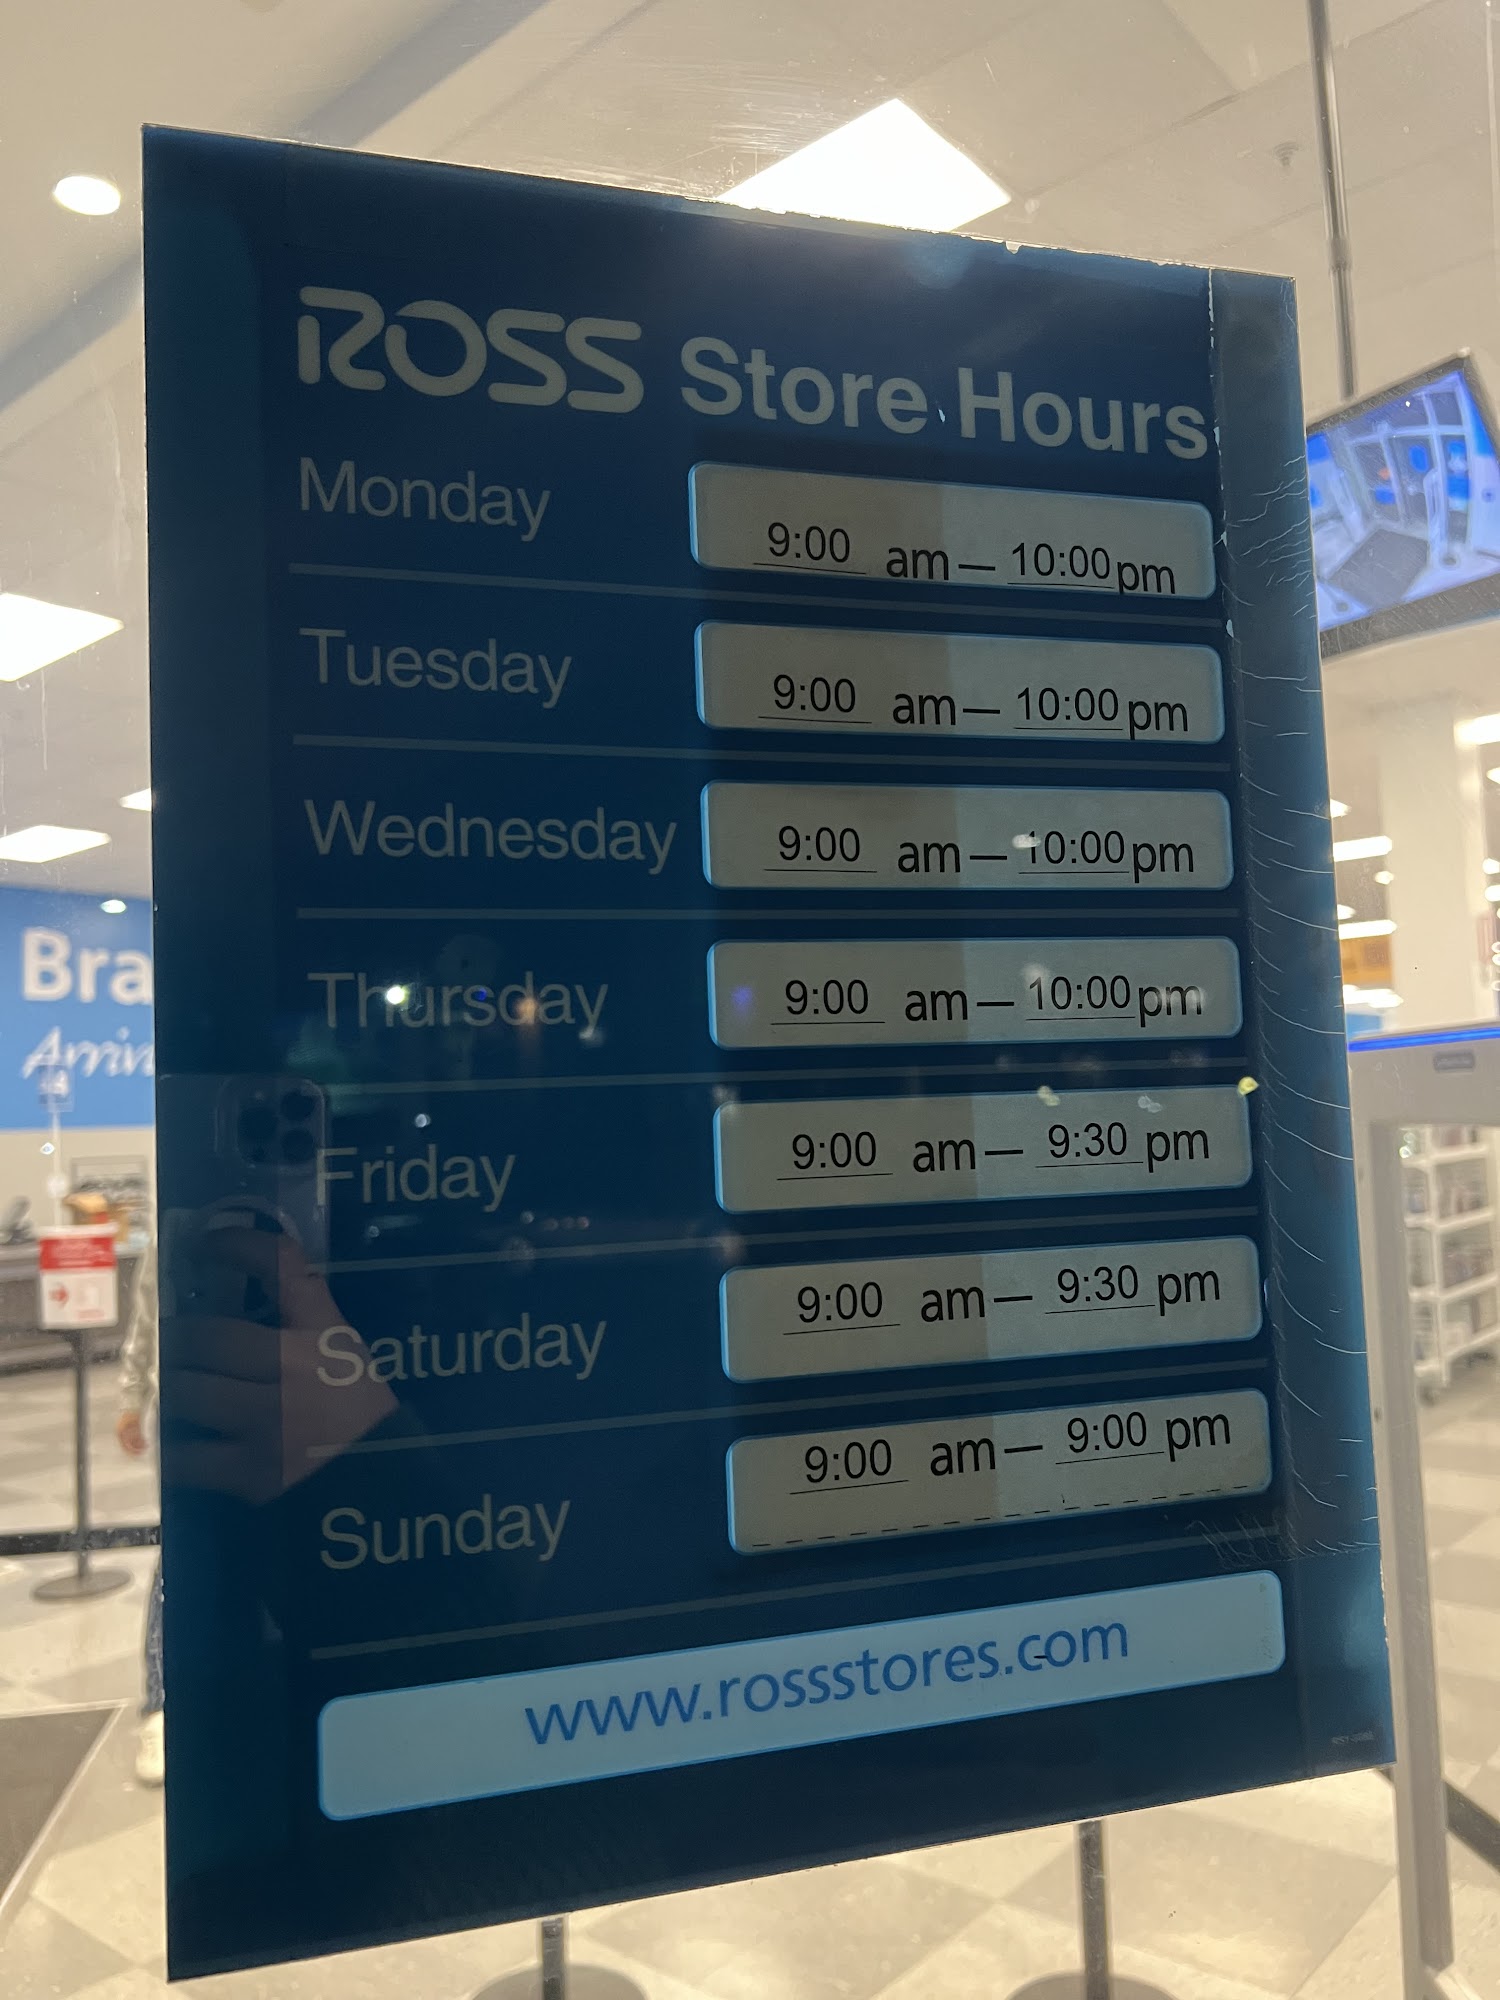 ROSS Store Hours
Monday 9:00 am – 10:00 pm
Tuesday 9:00 am – 10:00 pm
Wednesday 9:00 am – 10:00 pm
Thursday 9:00 am – 10:00 pm
Friday 9:00 am – 9:30 pm
Saturday 9:00 am – 9:30 pm
Sunday 9:00 am – 9:00 pm
www.rossstores.com
Bra
Arriv